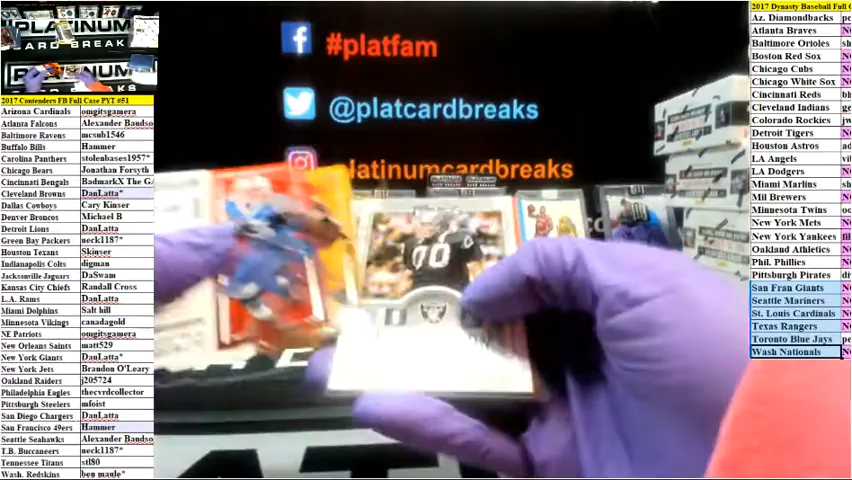 PLATINUM
CARD BREAK
PLATINUM
2017 Contenders FB Full Case PYT #51
Arizona Cardinals omgitsgamera
Atlanta Falcons Alexander Baudso
Baltimore Ravens mcsub1546
Buffalo Bills Hammer
Carolina Panthers stolenbases1957*
Chicago Bears Jonathan Forsyth
Cincinnati Bengals BadmarkX The GA
Cleveland Browns DanLatta*
Dallas Cowboys Cary Kinser
Denver Broncos Michael B
Detroit Lions DanLatta
Green Bay Packers neck1187*
Houston Texans Skinser
Indianapolis Colts digman
Jacksonville Jaguars DaSwam
Kansas City Chiefs Randall Cross
L.A. Rams DanLatta
Miami Dolphins Salt hill
Minnesota Vikings canadagold
NE Patriots omgitsgamera
New Orleans Saints matt529
New York Giants DanLatta*
New York Jets Brandon O'Leary
Oakland Raiders j205724
Philadelphia Eagles thecvrdcollector
Pittsburgh Steelers mfoist
San Diego Chargers DanLatta
San Francisco 49ers Hammer
Seattle Seahawks Alexander Baudso
T.B. Buccaneers neck1187*
Tennessee Titans stl80
Wash. Redskins ben maule*
#platfam
@platcardbreaks
platinumcardbreaks
2017 Dynasty Baseball Full C
Az. Diamondbacks
Atlanta Braves
Baltimore Orioles
Boston Red Sox
Chicago Cubs
Chicago White Sox
Cincinnati Reds
Cleveland Indians
Colorado Rockies
Detroit Tigers
Houston Astros
LA Angels
LA Dodgers
Miami Marlins
Mil Brewers
Minnesota Twins
New York Mets
New York Yankees
Oakland Athletics
Phil. Phillies
Pittsburgh Pirates
San Fran Giants
Seattle Mariners
St. Louis Cardinals
Texas Rangers
Toronto Blue Jays
Wash Nationals